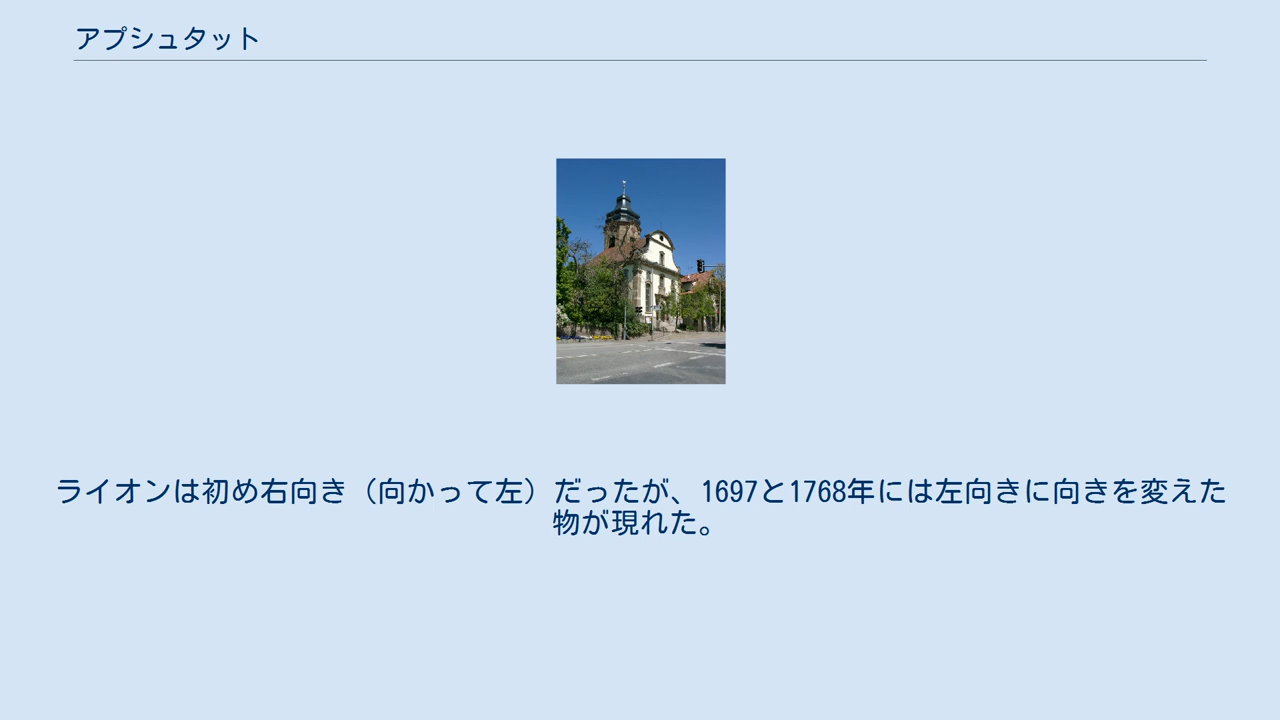 アプシュタット
ライオンは初め右向き（向かって左）だったが、1697と1768年には左向きに向きを変えた
物が現れた。